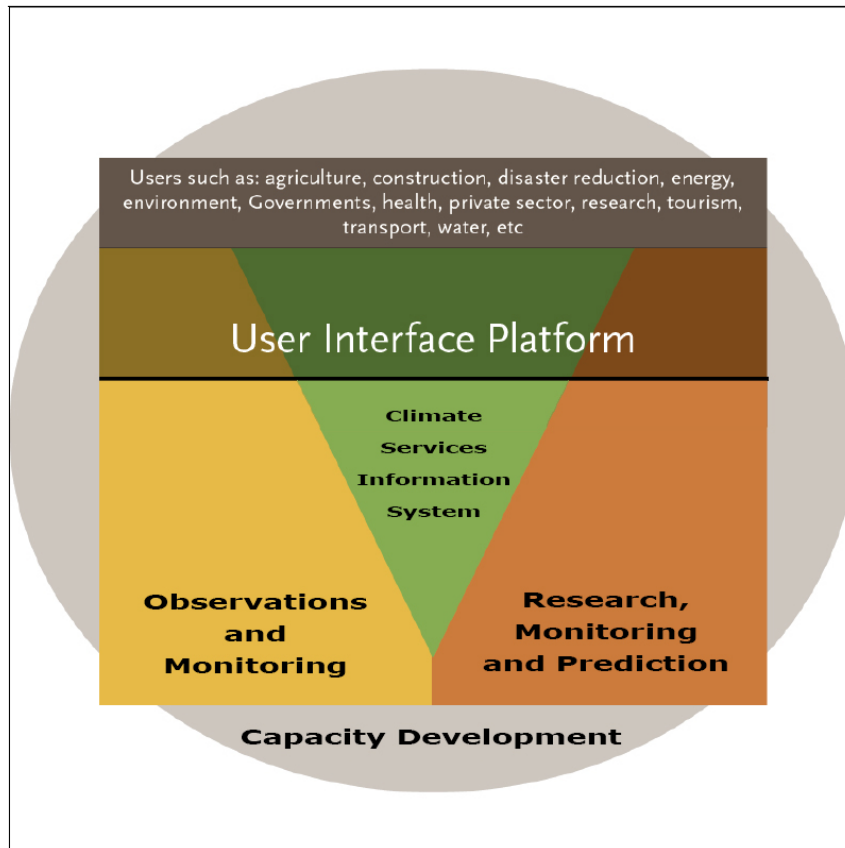 Users such as: agriculture, construction, disaster reduction, energy,
environment, Governments, health, private sector, research, tourism,
transport, water, etc
User Interface Platform
Climate
Services
Information
System
Observations
and
Monitoring
Research,
Monitoring
and Prediction
Capacity Development